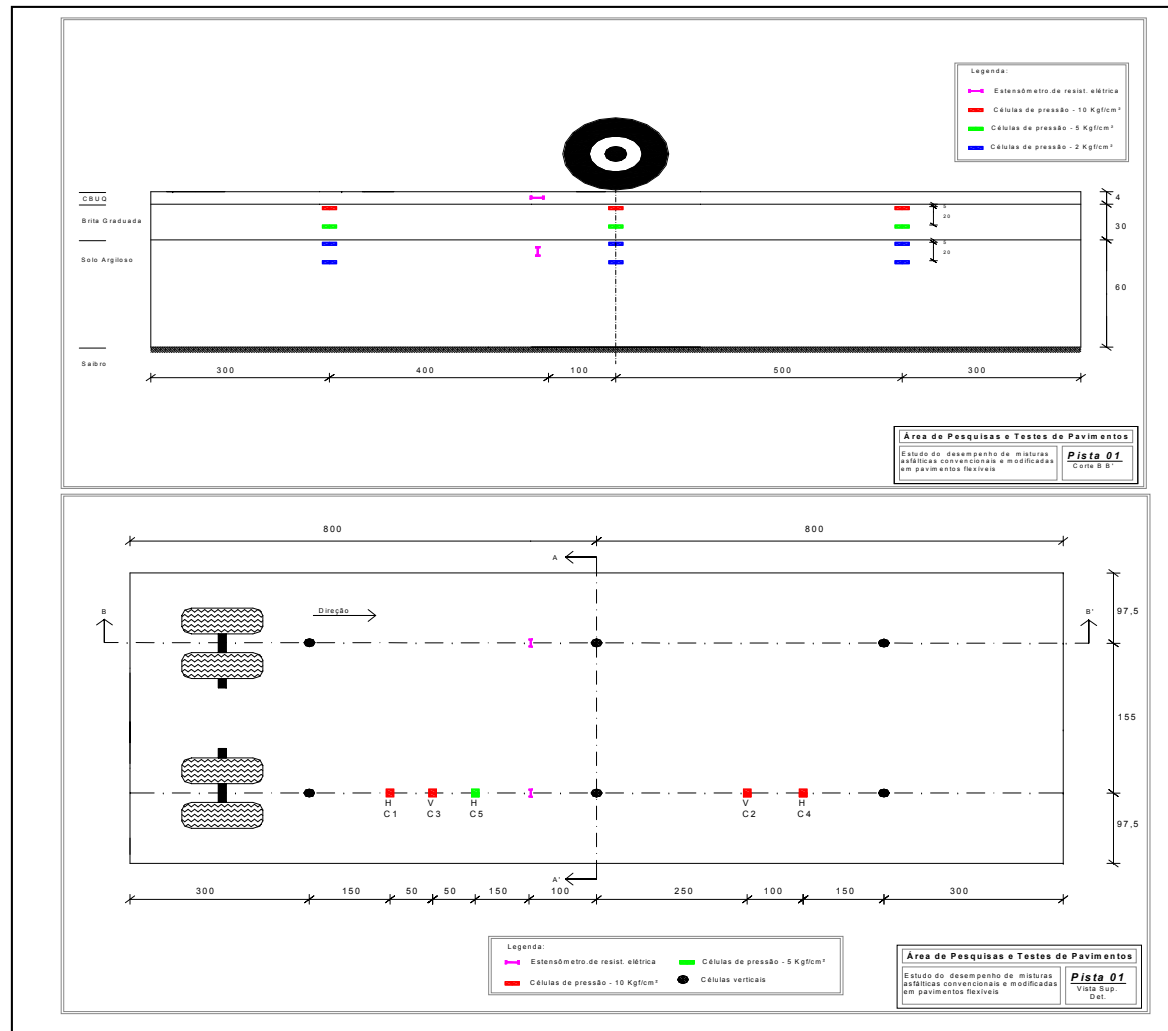 Legenda:
Estensômetro.de resist. elétrica
Células de pressão - 10 Kgf/cm²
Células de pressão - 5 Kgf/cm²
Células de pressão - 2 Kgf/cm²
CBUQ
Brita Graduada
Solo Argiloso
Saibro
5
20
5
20
4
30
60
300
400
100
500
300
Área de Pesquisas e Testes de Pavimentos
Estudo do desempenho de misturas
asfálticas convencionais e modificadas
em pavimentos flexíveis
Pista 01
Corte B B'
800
800
A
B
Direção
B'
97,5
155
97,5
H
C1
V
C3
H
C5
V
C2
H
C4
A'
300
150
50
50
150
100
250
100
150
300
Legenda:
Estensômetro.de resist. elétrica
Células de pressão - 5 Kgf/cm²
Células de pressão - 10 Kgf/cm²
Células verticais
Área de Pesquisas e Testes de Pavimentos
Estudo do desempenho de misturas
asfálticas convencionais e modificadas
em pavimentos flexíveis
Pista 01
Vista Sup.
Det.